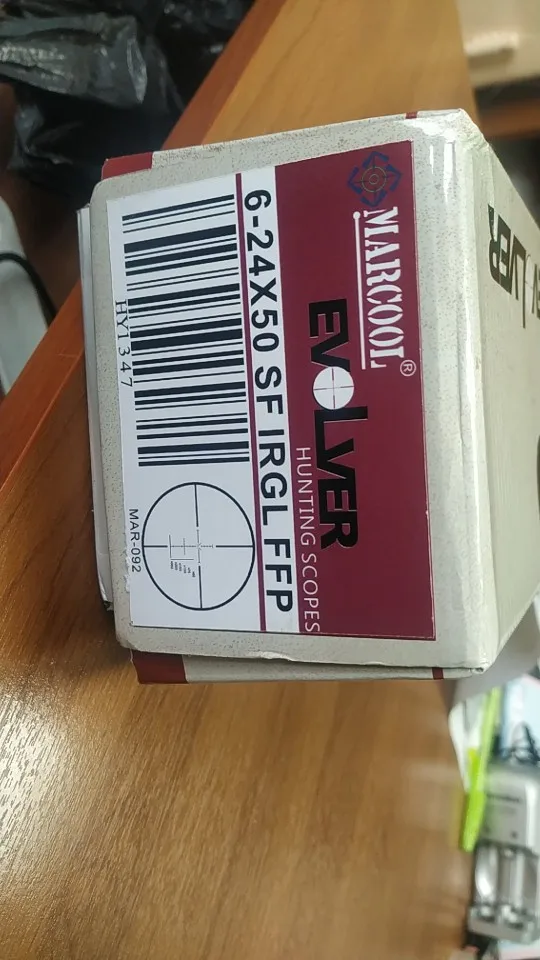 MARCOOL®
EVOLVER
HUNTING SCOPES
6-24X50 SF IRGL FFP
HY1347
MAR-092